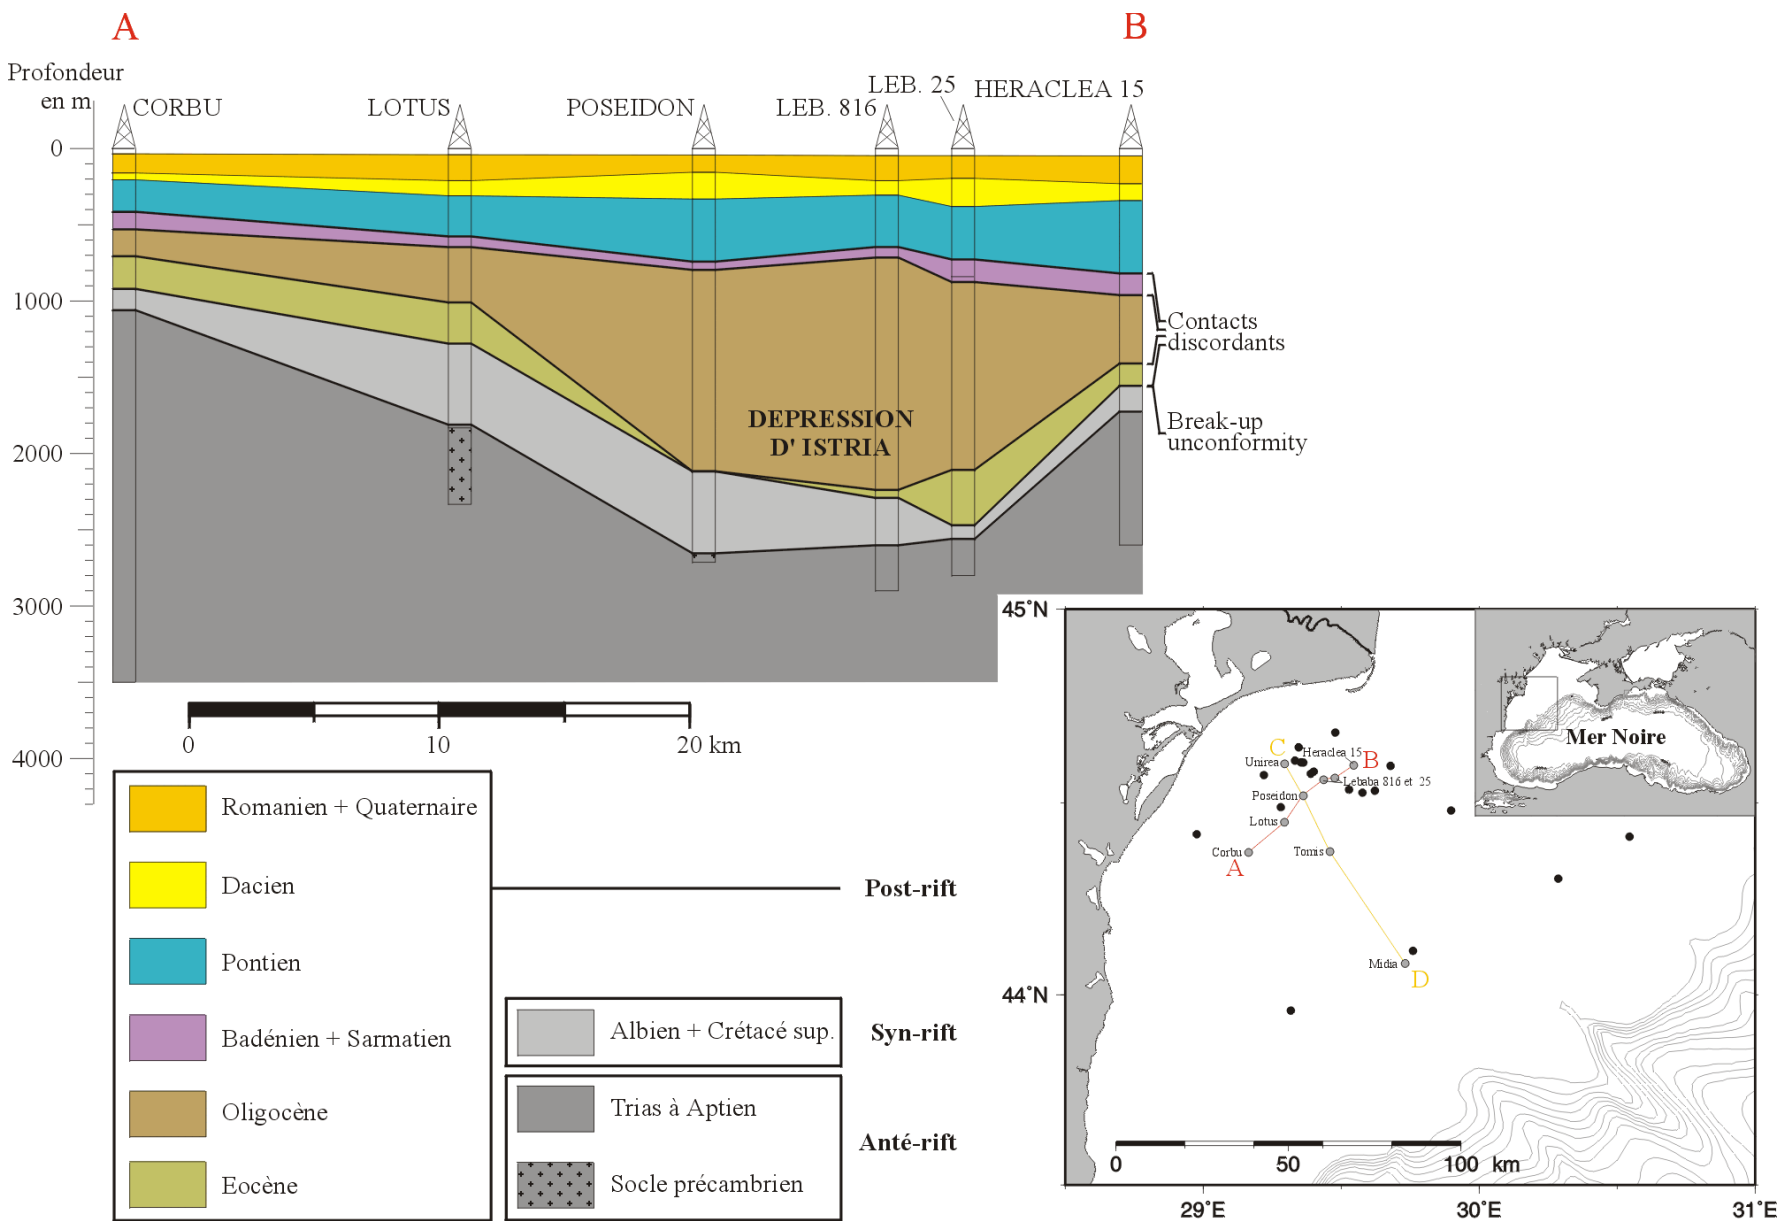 A
B
Profondeur
en m
CORBU
LOTUS
POSEIDON
LEB. 816
LEB. 25
HERACLEA 15
0
1000
2000
3000
4000
DEPRESSION
D' ISTRIA
Contacts
discordants
Break-up
unconformity
0
10
20 km
Romanien + Quaternaire
Dacien
Pontien
Badénien + Sarmatien
Oligocène
Eocène
Post-rift
Albien + Crétacé sup.
Syn-rift
Trias à Aptien
Socle précambrien
Anté-rift
45°N
44°N
29°E
30°E
31°E
Mer Noire
C
Heraclea 15
Unirea
B
Lebaba 816 et 25
Poseidon
Lotus
Corbu
A
Tomis
Midia
D
0
50
100 km